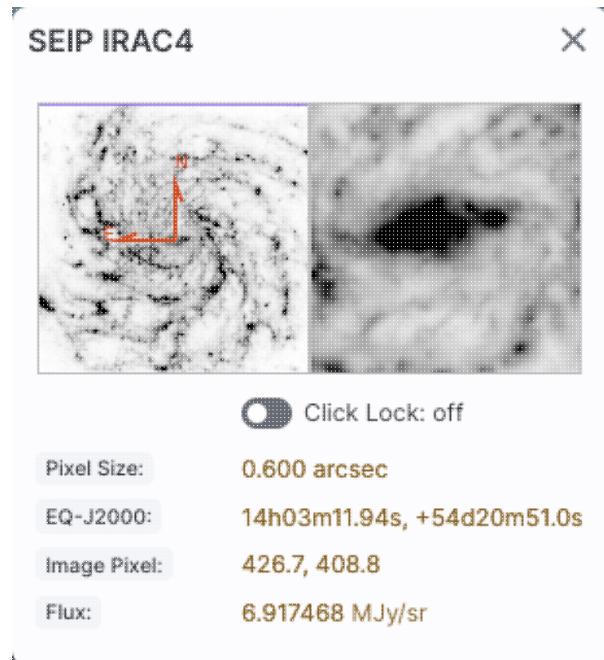 SEIP IRAC4
N
E
Click Lock: off
Pixel Size: 0.600 arcsec
EQ-J2000: 14h03m11.94s, +54d20m51.0s
Image Pixel: 426.7, 408.8
Flux: 6.917468 MJy/sr